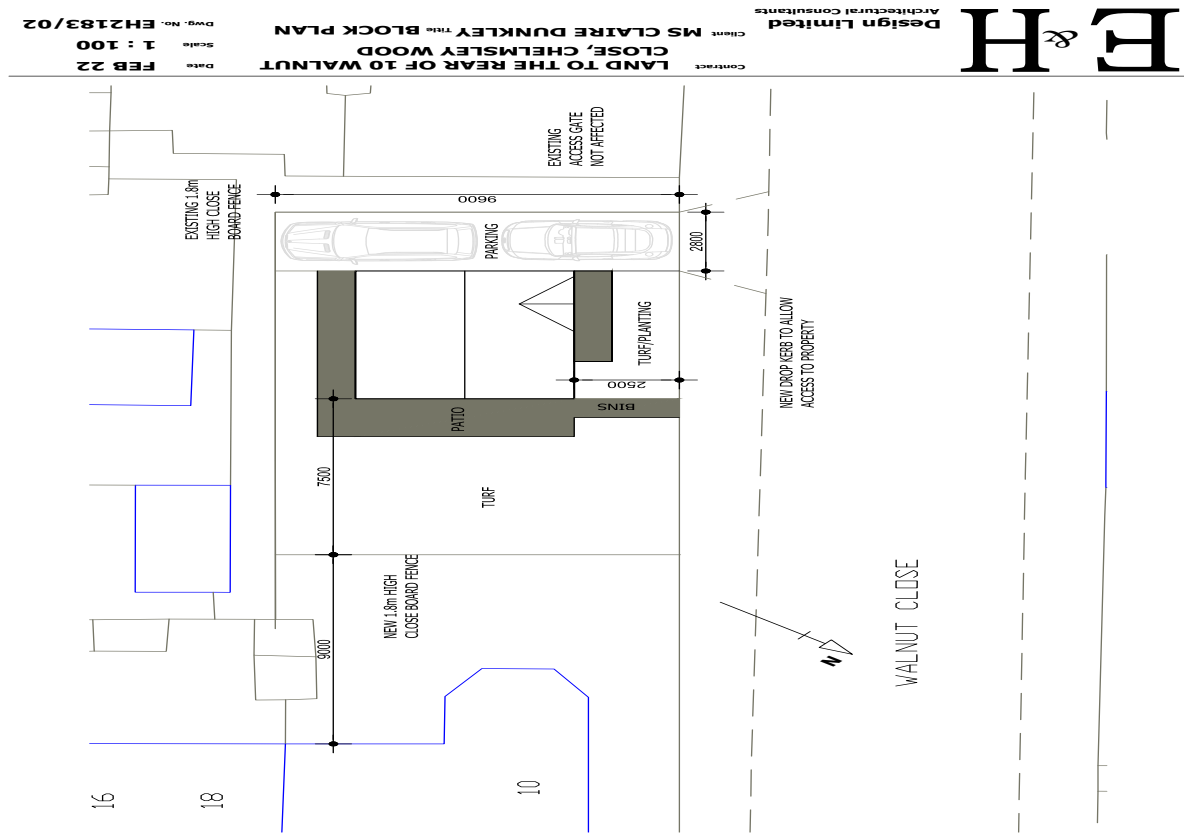 E&H
Design Limited
Architectural Consultants
Contract
LAND TO THE REAR OF 10 WALNUT
CLOSE, CHELMSLEY WOOD
Client MS CLAIRE DUNKLEY
Title BLOCK PLAN
Date FEB 22
Scale 1 : 100
Dwg. No. EH2183/02
EXISTING
ACCESS GATE
NOT AFFECTED
EXISTING 1.8m
HIGH CLOSE
BOARD FENCE
9600
PARKING
2800
TURF/PLANTING
NEW DROP KERB TO ALLOW
ACCESS TO PROPERTY
2500
BINS
PATIO
7500
TURF
NEW 1.8m HIGH
CLOSE BOARD FENCE
9000
N
WALNUT CLOSE
16
18
10